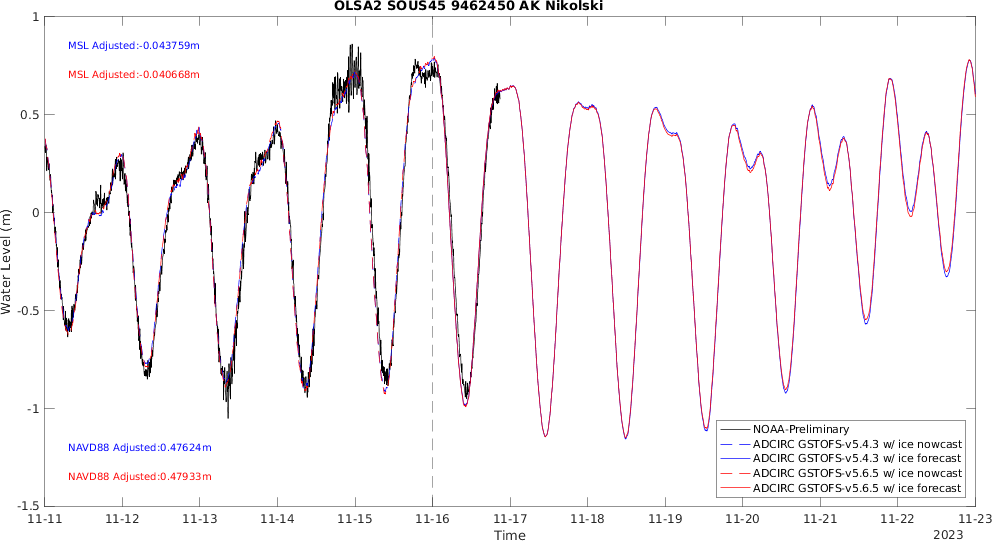 OLSA2 SOUS45 9462450 AK Nikolski
MSL Adjusted:-0.043759m
MSL Adjusted:-0.040668m
NAVD88 Adjusted:0.47624m
NAVD88 Adjusted:0.47933m
Water Level (m)
1
0.5
0
-0.5
-1
-1.5
NOAA-Preliminary
ADCIRC GSTOFS-v5.4.3 w/ ice nowcast
ADCIRC GSTOFS-v5.4.3 w/ ice forecast
ADCIRC GSTOFS-v5.6.5 w/ ice nowcast
ADCIRC GSTOFS-v5.6.5 w/ ice forecast
11-11 11-12 11-13 11-14 11-15 11-16 11-17 11-18 11-19 11-20 11-21 11-22 11-23
Time
2023